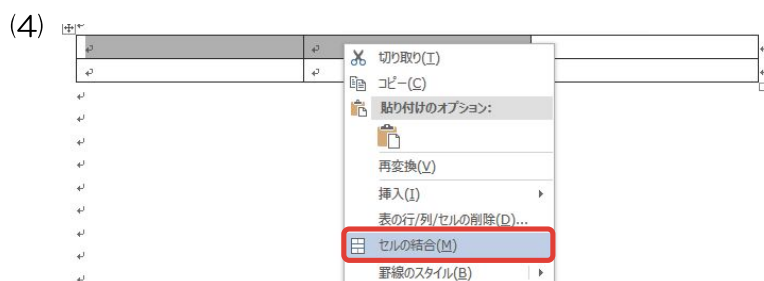 (4)
切り取り(T)
コピー(C)
貼り付けのオプション:
再変換(V)
挿入(I)
表の行/列/セルの削除(D)...
セルの結合(M)
罫線のスタイル(B)